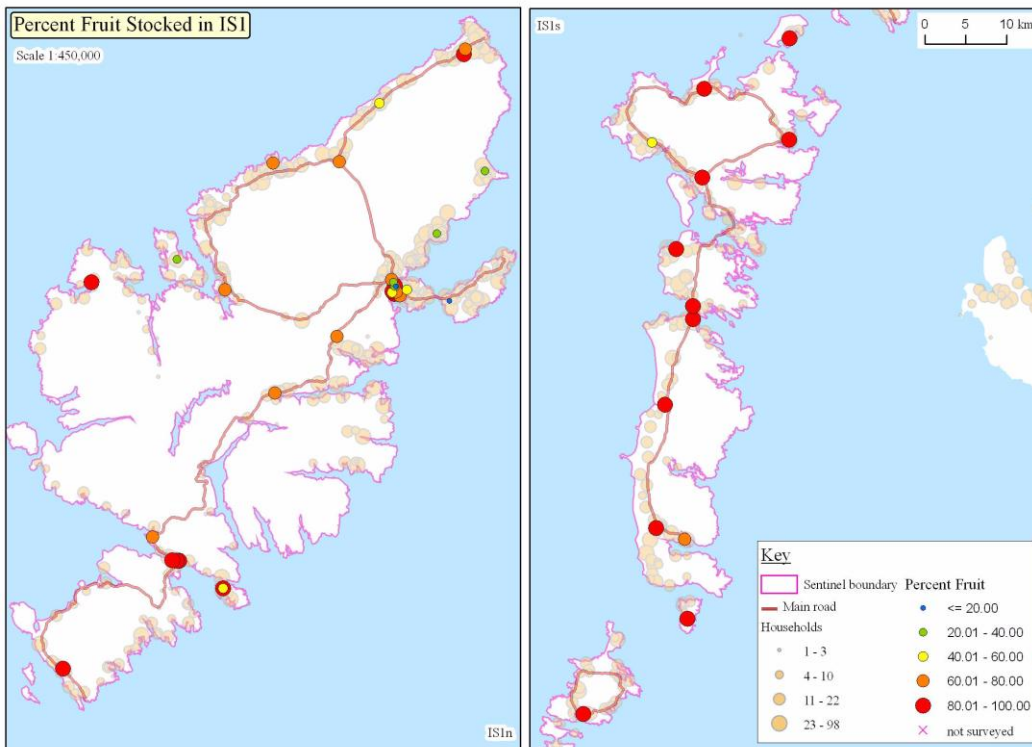 Percent Fruit Stocked in IS1
Scale 1:450,000
IS1n
IS1s
0 5 10 km
Key
Sentinel boundary
Main road
Households
1 - 3
4 - 10
11 - 22
23 - 98
Percent Fruit
<= 20.00
20.01 - 40.00
40.01 - 60.00
60.01 - 80.00
80.01 - 100.00
not surveyed